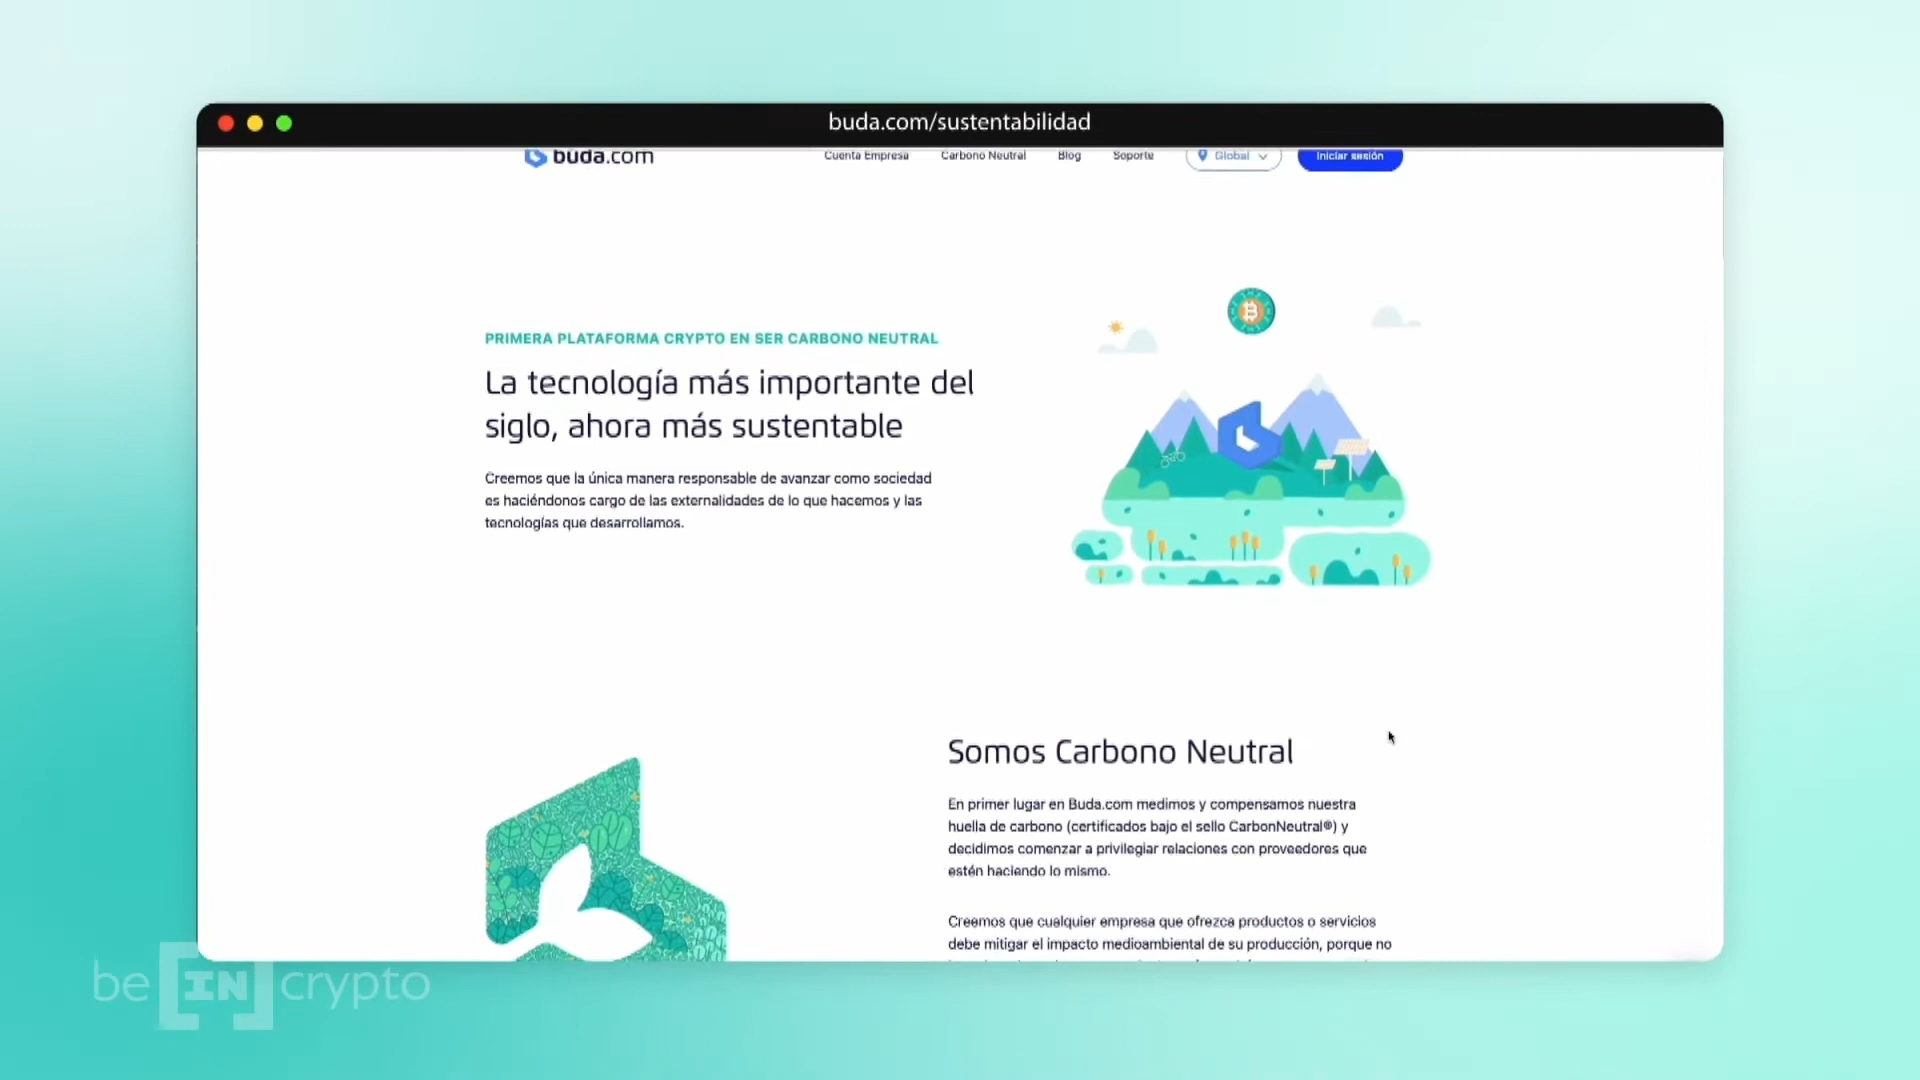 buda.com/sustentabilidad
buda.com
Cuenta Empresa
Carbono Neutral
Blog
Soporte
Global
Iniciar sesión
PRIMERA PLATAFORMA CRYPTO EN SER CARBONO NEUTRAL
La tecnología más importante del
siglo, ahora más sustentable
Creemos que la única manera responsable de avanzar como sociedad
es haciéndonos cargo de las externalidades de lo que hacemos y las
tecnologías que desarrollamos.
Somos Carbono Neutral
En primer lugar en Buda.com medimos y compensamos nuestra
huella de carbono (certificados bajo el sello CarbonNeutral®) y
decidimos comenzar a privilegiar relaciones con proveedores que
estén haciendo lo mismo.
Creemos que cualquier empresa que ofrezca productos o servicios
debe mitigar el impacto medioambiental de su producción, porque no
be[IN]crypto